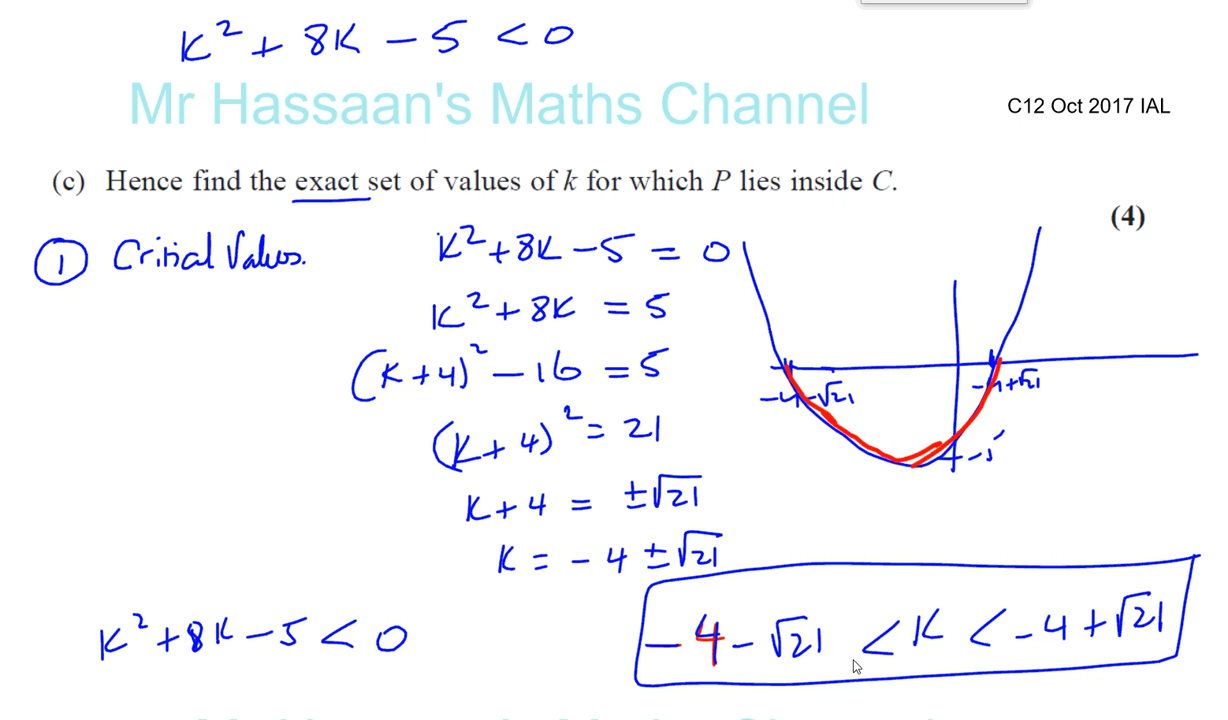 K² + 8K - 5 < 0
Mr Hassaan's Maths Channel
C12 Oct 2017 IAL
(c) Hence find the exact set of values of k for which P lies inside C.
(4)
① Critical Values.
K² + 8K - 5 = 0
K² + 8K = 5
(K + 4)² - 16 = 5
(K + 4)² = 21
K + 4 = ±√21
K = -4 ± √21
-4-√21
-4+√21
-5
K² + 8K - 5 < 0
-4 - √21 < K < -4 + √21